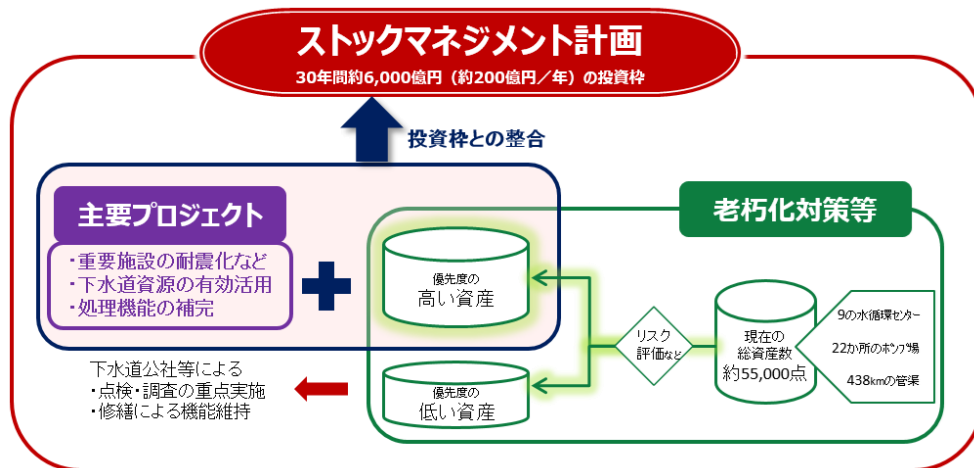 ストックマネジメント計画
30年間約6,000億円（約200億円／年）の投資枠
投資枠との整合
主要プロジェクト
・重要施設の耐震化など
・下水道資源の有効活用
・処理機能の補完
老朽化対策等
優先度の
高い資産
リスク
評価など
現在の
総資産数
約55,000点
9の水循環センター
22か所のポンプ場
438kmの管渠
下水道公社等による
・点検・調査の重点実施
・修繕による機能維持
優先度の
低い資産